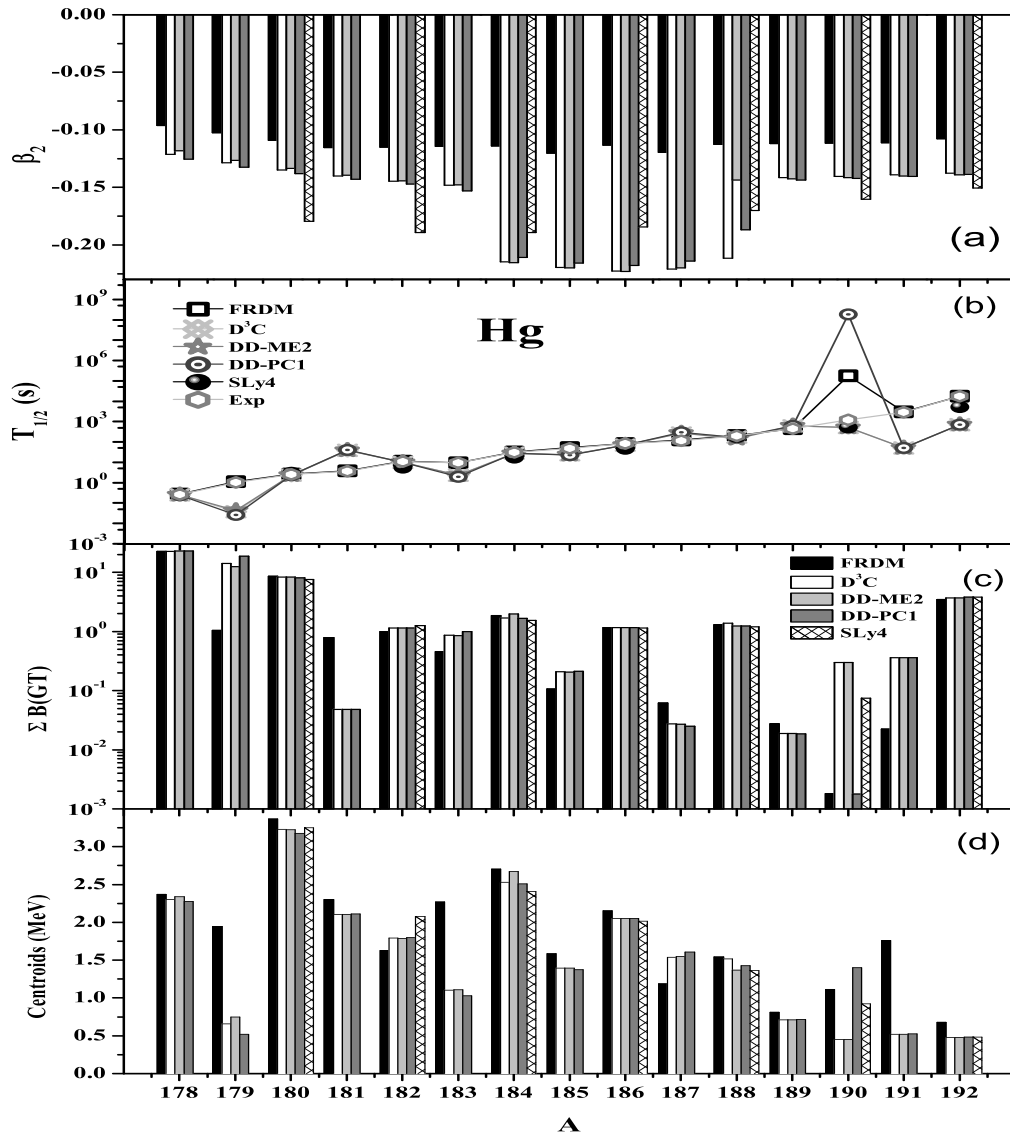 0.00
-0.05
-0.10
-0.15
-0.20
β2
(a)
10^9
10^6
10^3
10^0
10^-3
T1/2 (s)
(b)
Hg
FRDM
D³C
DD-ME2
DD-PC1
SLy4
Exp
10^1
10^0
10^-1
10^-2
10^-3
Σ B(GT)
(c)
FRDM
D³C
DD-ME2
DD-PC1
SLy4
3.0
2.5
2.0
1.5
1.0
0.5
0.0
Centroids (MeV)
(d)
178 179 180 181 182 183 184 185 186 187 188 189 190 191 192
A